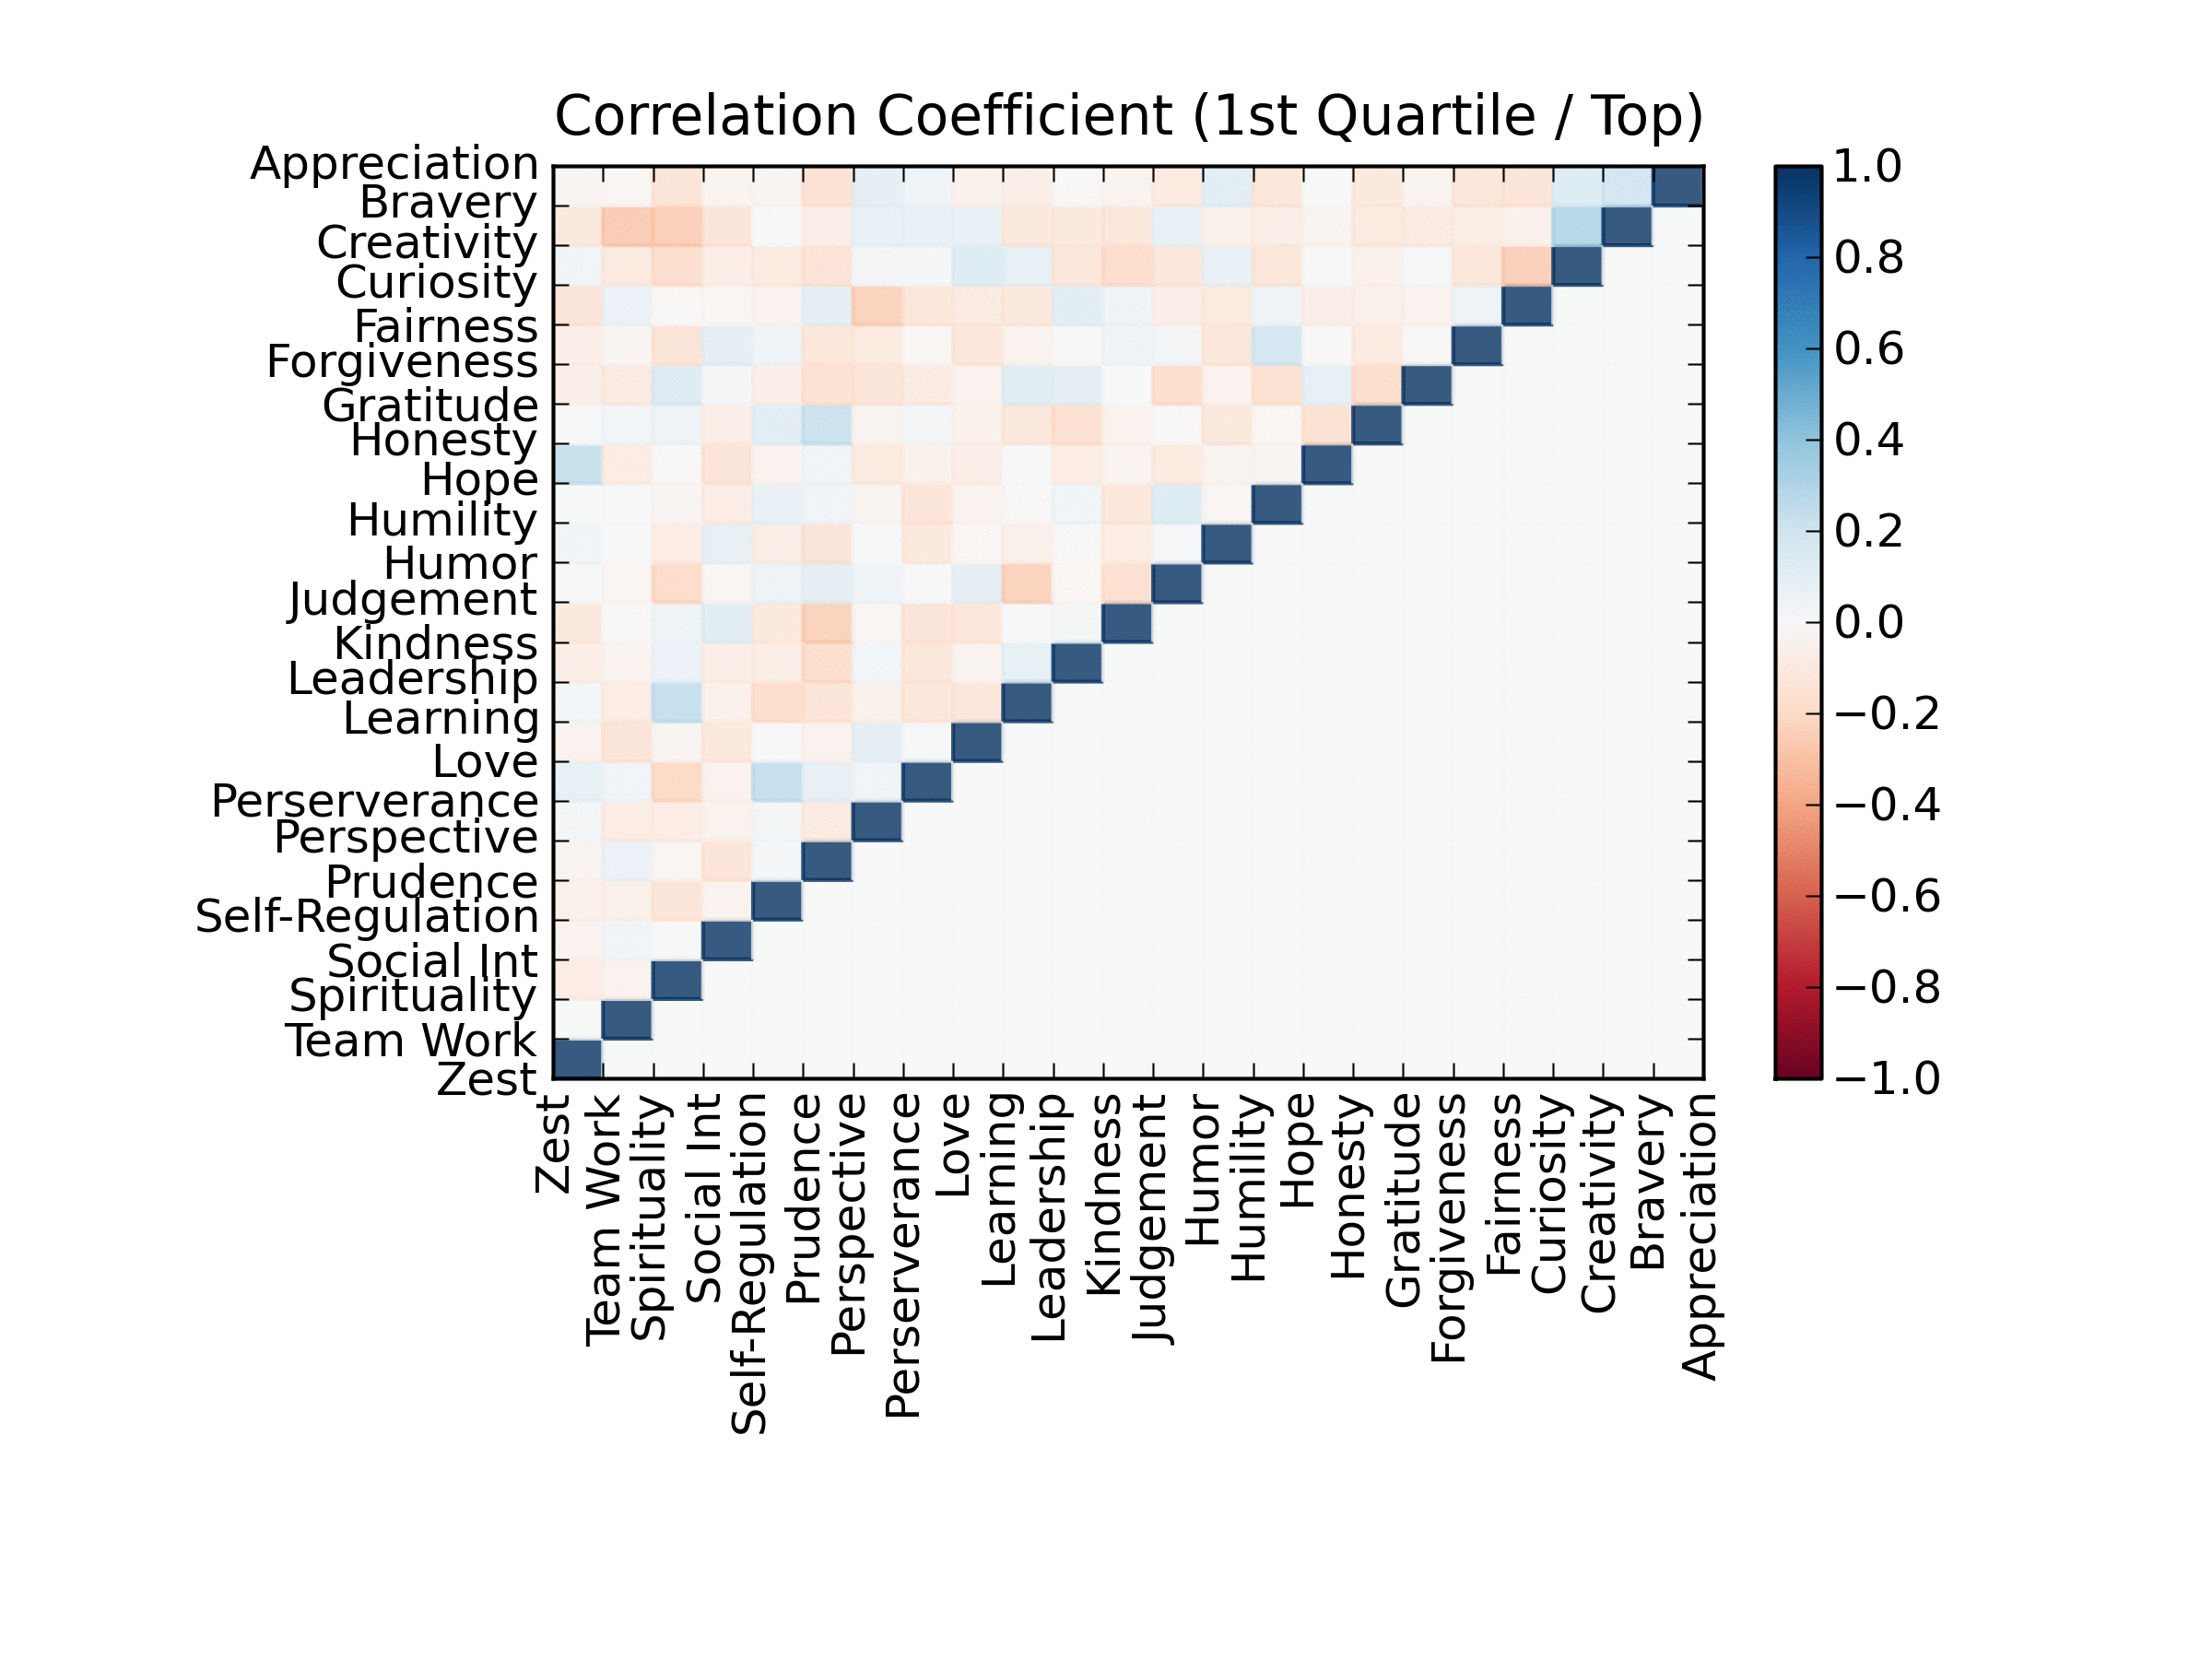 Correlation Coefficient (1st Quartile / Top)
Appreciation
Bravery
Creativity
Curiosity
Fairness
Forgiveness
Gratitude
Honesty
Hope
Humility
Humor
Judgement
Kindness
Leadership
Learning
Love
Perserverance
Perspective
Prudence
Self-Regulation
Social Int
Spirituality
Team Work
Zest
Zest
Team Work
Spirituality
Social Int
Self-Regulation
Prudence
Perspective
Perserverance
Love
Learning
Leadership
Kindness
Judgement
Humor
Humility
Hope
Honesty
Gratitude
Forgiveness
Fairness
Curiosity
Creativity
Bravery
Appreciation
1.0
0.8
0.6
0.4
0.2
0.0
−0.2
−0.4
−0.6
−0.8
−1.0